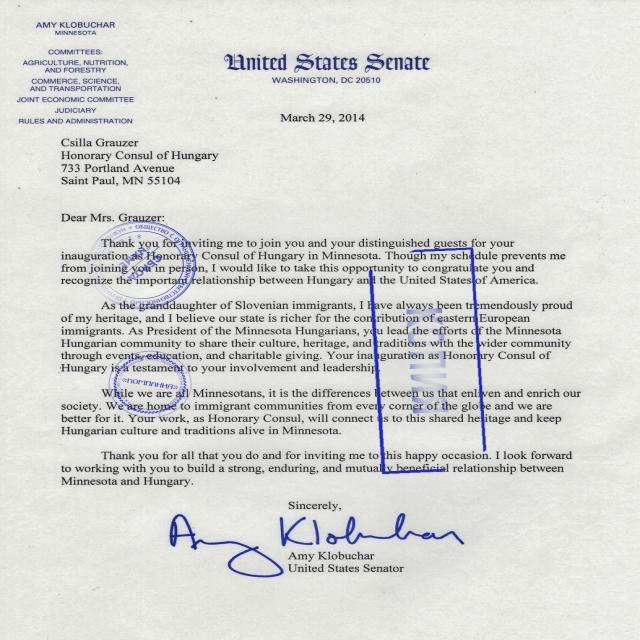 AMY KLOBUCHAR
MINNESOTA
COMMITTEES:
AGRICULTURE, NUTRITION,
AND FORESTRY
COMMERCE, SCIENCE,
AND TRANSPORTATION
JOINT ECONOMIC COMMITTEE
JUDICIARY
RULES AND ADMINISTRATION
United States Senate
WASHINGTON, DC 20510
March 29, 2014
Csilla Grauzer
Honorary Consul of Hungary
733 Portland Avenue
Saint Paul, MN 55104
Dear Mrs. Grauzer:
Thank you for inviting me to join you and your distinguished guests for your
inauguration as Honorary Consul of Hungary in Minnesota. Though my schedule prevents me
from joining you in person, I would like to take this opportunity to congratulate you and
recognize the important relationship between Hungary and the United States of America.
As the granddaughter of Slovenian immigrants, I have always been tremendously proud
of my heritage, and I believe our state is richer for the contribution of eastern European
immigrants. As President of the Minnesota Hungarians, you lead the efforts of the Minnesota
Hungarian community to share their culture, heritage, and traditions with the wider community
through events, education, and charitable giving. Your inauguration as Honorary Consul of
Hungary is a testament to your involvement and leadership.
While we are all Minnesotans, it is the differences between us that enliven and enrich our
society. We are home to immigrant communities from every corner of the globe and we are
better for it. Your work, as Honorary Consul, will connect us to this shared heritage and keep
Hungarian culture and traditions alive in Minnesota.
Thank you for all that you do and for inviting me to this happy occasion. I look forward
to working with you to build a strong, enduring, and mutually beneficial relationship between
Minnesota and Hungary.
Sincerely,
Amy Klobuchar
Amy Klobuchar
United States Senator
ОБЩЕСТВО С
КОПИЯ